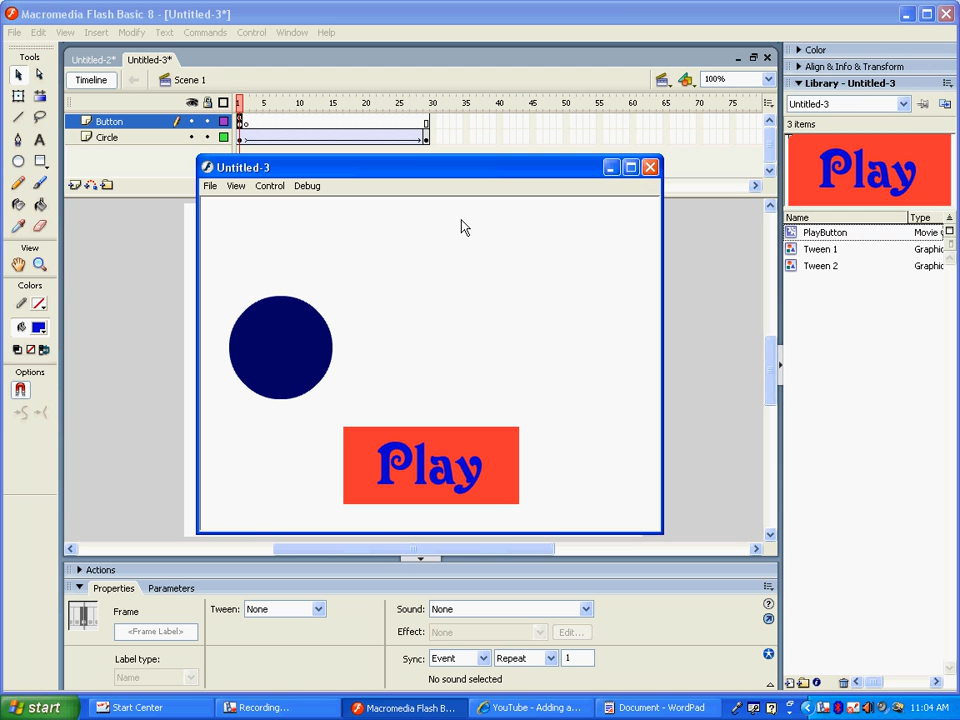 Macromedia Flash Basic 8 - [Untitled-3*]
File Edit View Insert Modify Text Commands Control Window Help
Tools
Untitled-2* Untitled-3*
Timeline Scene 1 100%
1 5 10 15 20 25 30 35 40 45 50 55 60 65 70 75
Button
Circle
Untitled-3
File View Control Debug
Play
View
Colors
Options
Color
Align & Info & Transform
Library - Untitled-3
Untitled-3
3 items
Play
Name Type
PlayButton Movie
Tween 1 Graphic
Tween 2 Graphic
Actions
Properties Parameters
Frame
<Frame Label>
Label type:
Name
Tween: None
Sound: None
Effect: None Edit...
Sync: Event Repeat 1
No sound selected
start Start Center Recording... Macromedia Flash B... YouTube - Adding a... Document - WordPad 11:04 AM